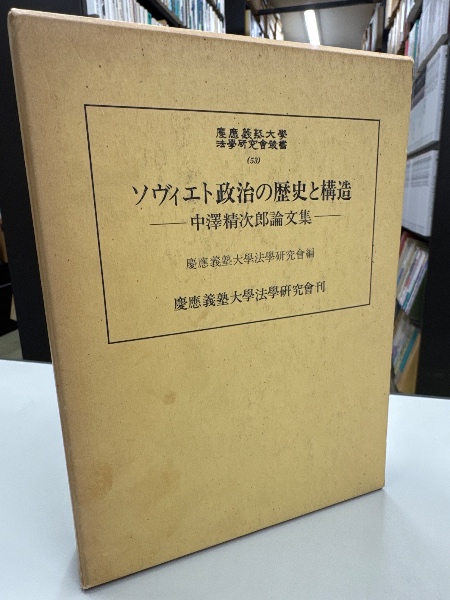 慶應義塾大學
法學研究會叢書
(53)
ソヴィエト政治の歴史と構造
——中澤精次郎論文集——
慶應義塾大學法學研究會編
慶應義塾大學法學研究會刊